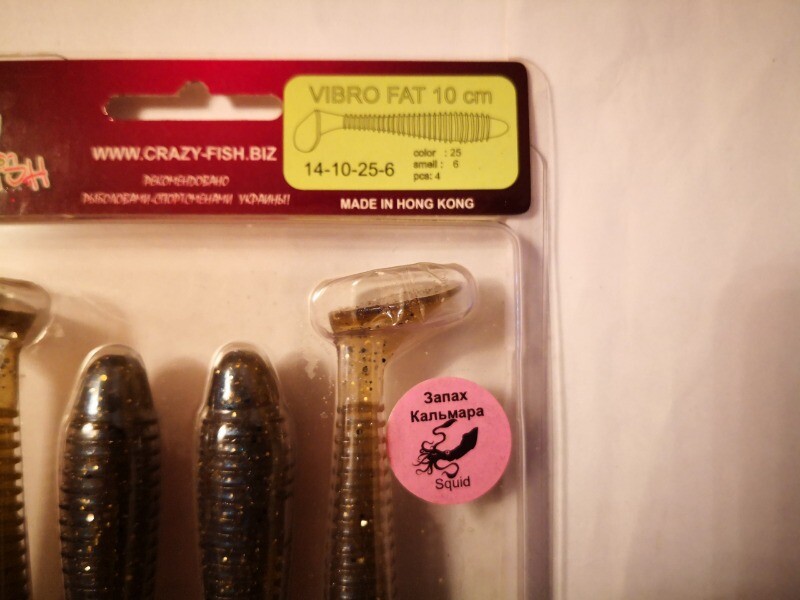 VIBRO FAT 10 cm
WWW.CRAZY-FISH.BIZ
color : 25
smell : 6
pcs: 4
14-10-25-6
РЕКОМЕНДОВАНО
РЫБОЛОВАМИ-СПОРТСМЕНАМИ УКРАИНЫ!
MADE IN HONG KONG
Запах
Кальмара
Squid